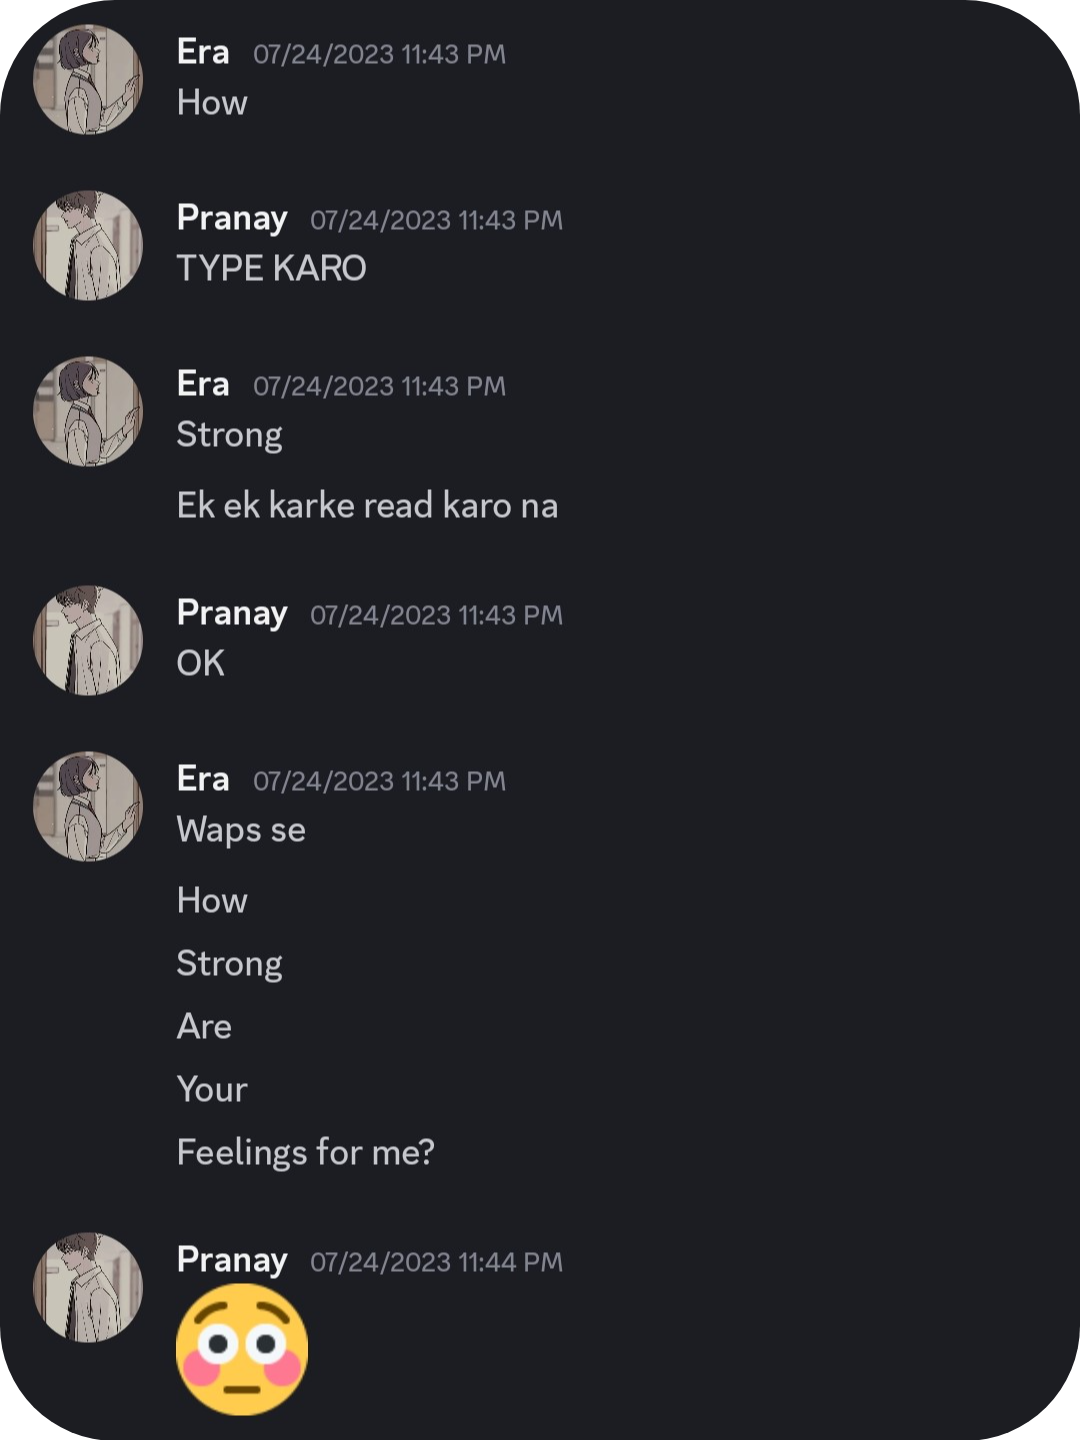 Era 07/24/2023 11:43 PM
How
Pranay 07/24/2023 11:43 PM
TYPE KARO
Era 07/24/2023 11:43 PM
Strong
Ek ek karke read karo na
Pranay 07/24/2023 11:43 PM
OK
Era 07/24/2023 11:43 PM
Waps se
How
Strong
Are
Your
Feelings for me?
Pranay 07/24/2023 11:44 PM